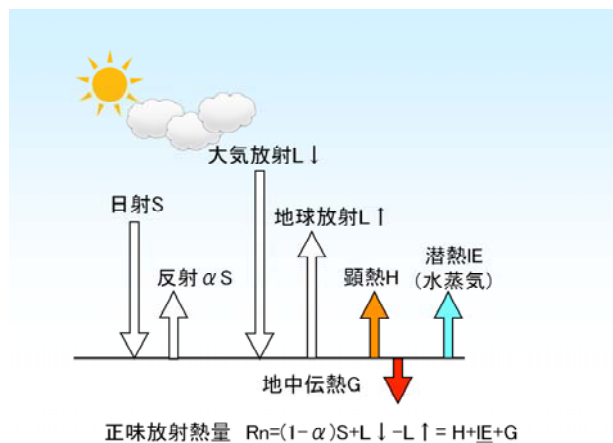 大気放射L↓
日射S
地球放射L↑
反射αS
顕熱H
潜熱lE
(水蒸気)
地中伝熱G
正味放射熱量 Rn=(1-α)S+L↓-L↑= H+lE+G